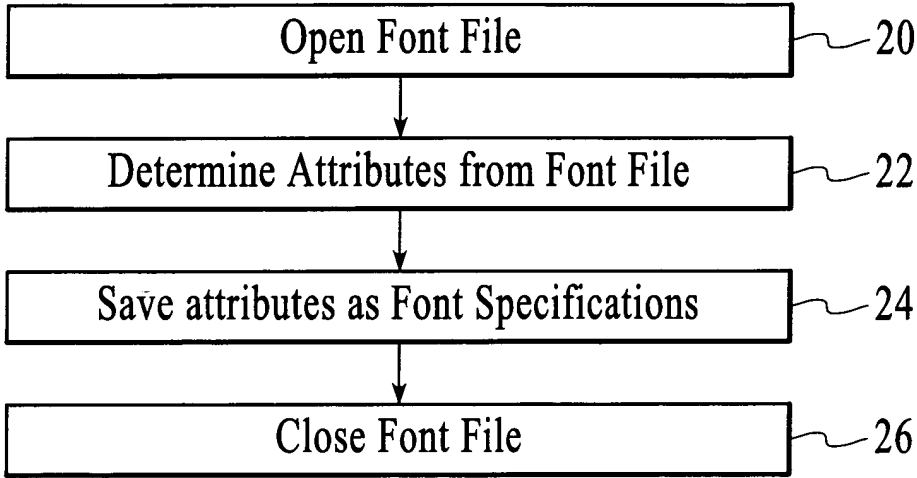 Open Font File 20
Determine Attributes from Font File 22
Save attributes as Font Specifications 24
Close Font File 26